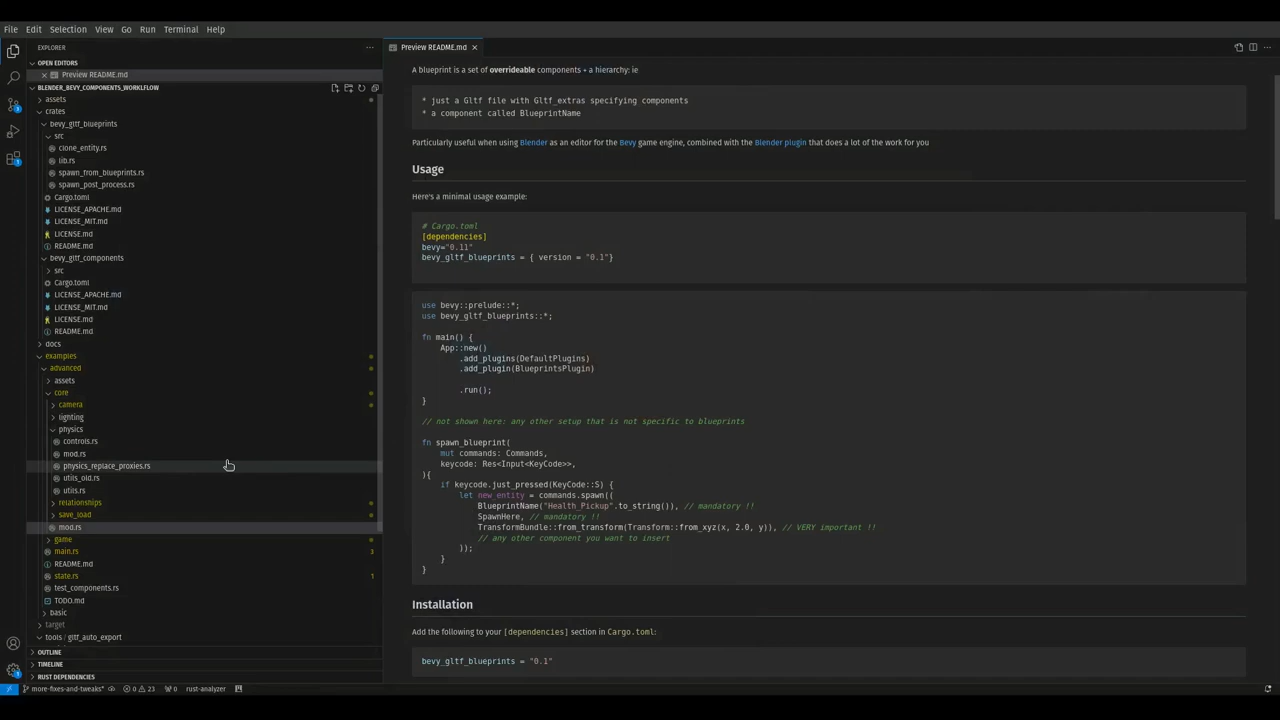 File Edit Selection View Go Run Terminal Help
EXPLORER
OPEN EDITORS
Preview README.md
BLENDER_BEVY_COMPONENTS_WORKLFLOW
assets
crates
bevy_gltf_blueprints
src
clone_entity.rs
lib.rs
spawn_from_blueprints.rs
spawn_post_process.rs
Cargo.toml
LICENSE_APACHE.md
LICENSE_MIT.md
LICENSE.md
README.md
bevy_gltf_components
src
Cargo.toml
LICENSE_APACHE.md
LICENSE_MIT.md
LICENSE.md
README.md
docs
examples
advanced
assets
core
camera
lighting
physics
controls.rs
mod.rs
physics_replace_proxies.rs
utils_old.rs
utils.rs
relationships
save_load
mod.rs
game
main.rs 3
README.md
state.rs 1
test_components.rs
TODO.md
basic
target
tools / gltf_auto_export
OUTLINE
TIMELINE
RUST DEPENDENCIES
Preview README.md
A blueprint is a set of overrideable components + a hierarchy: ie
* just a Gltf file with Gltf_extras specifying components
* a component called BlueprintName
Particularly useful when using Blender as an editor for the Bevy game engine, combined with the Blender plugin that does a lot of the work for you
Usage
Here's a minimal usage example:
# Cargo.toml
[dependencies]
bevy="0.11"
bevy_gltf_blueprints = { version = "0.1"}
use bevy::prelude::*;
use bevy_gltf_blueprints::*;
fn main() {
App::new()
.add_plugins(DefaultPlugins)
.add_plugin(BlueprintsPlugin)
.run();
}
// not shown here: any other setup that is not specific to blueprints
fn spawn_blueprint(
mut commands: Commands,
keycode: Res<Input<KeyCode>>,
){
if keycode.just_pressed(KeyCode::S) {
let new_entity = commands.spawn((
BlueprintName("Health_Pickup".to_string()), // mandatory !!
SpawnHere, // mandatory !!
TransformBundle::from_transform(Transform::from_xyz(x, 2.0, y)), // VERY important !!
// any other component you want to insert
));
}
}
Installation
Add the following to your [dependencies] section in Cargo.toml:
bevy_gltf_blueprints = "0.1"
more-fixes-and-tweaks* 0 23 0 rust-analyzer